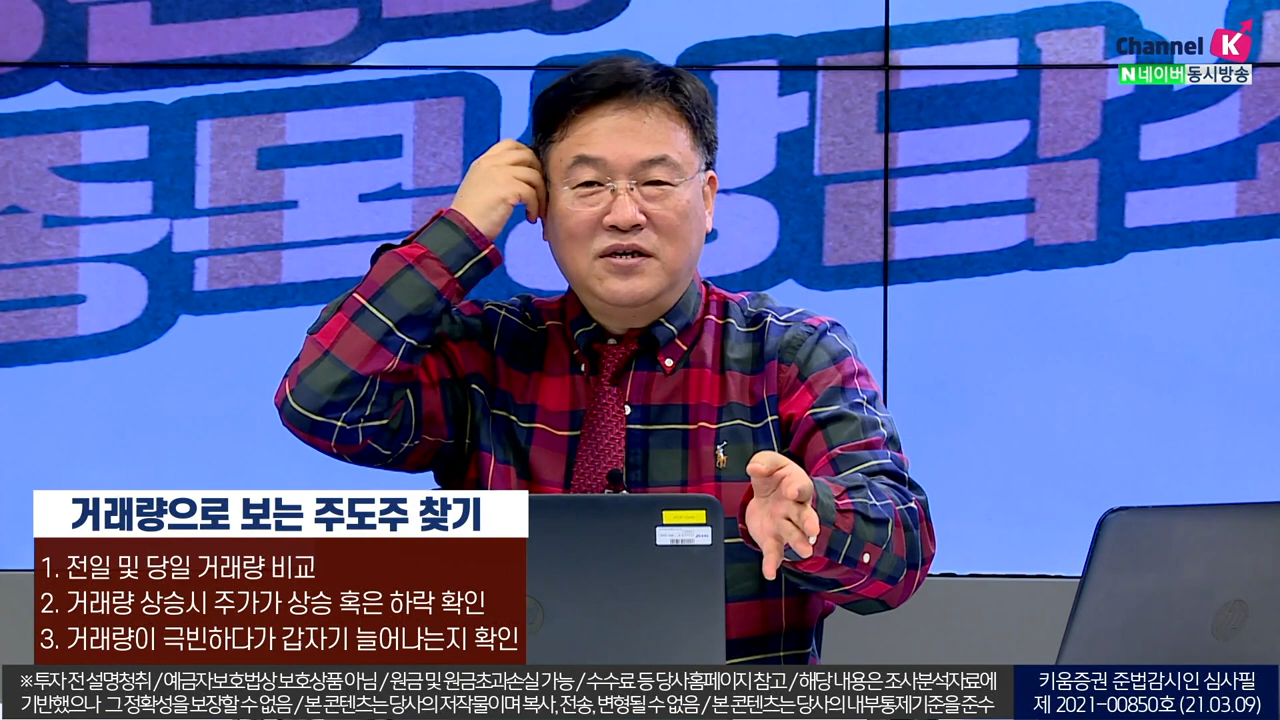 Channel K
N 네이버 동시방송
종목상담소
거래량으로 보는 주도주 찾기
1. 전일 및 당일 거래량 비교
2. 거래량 상승시 주가가 상승 혹은 하락 확인
3. 거래량이 극빈하다가 갑자기 늘어나는지 확인
※ 투자 전 설명청취 / 예금자보호법상 보호상품 아님 / 원금 및 원금초과손실 가능 / 수수료 등 당사홈페이지 참고 / 해당 내용은 조사분석자료에
기반했으나 그 정확성을 보장할 수 없음 / 본 콘텐츠는 당사의 저작물이며 복사, 전송, 변형될 수 없음 / 본 콘텐츠는 당사의 내부통제기준을 준수
키움증권 준법감시인 심사필
제 2021-00850호 (21.03.09)